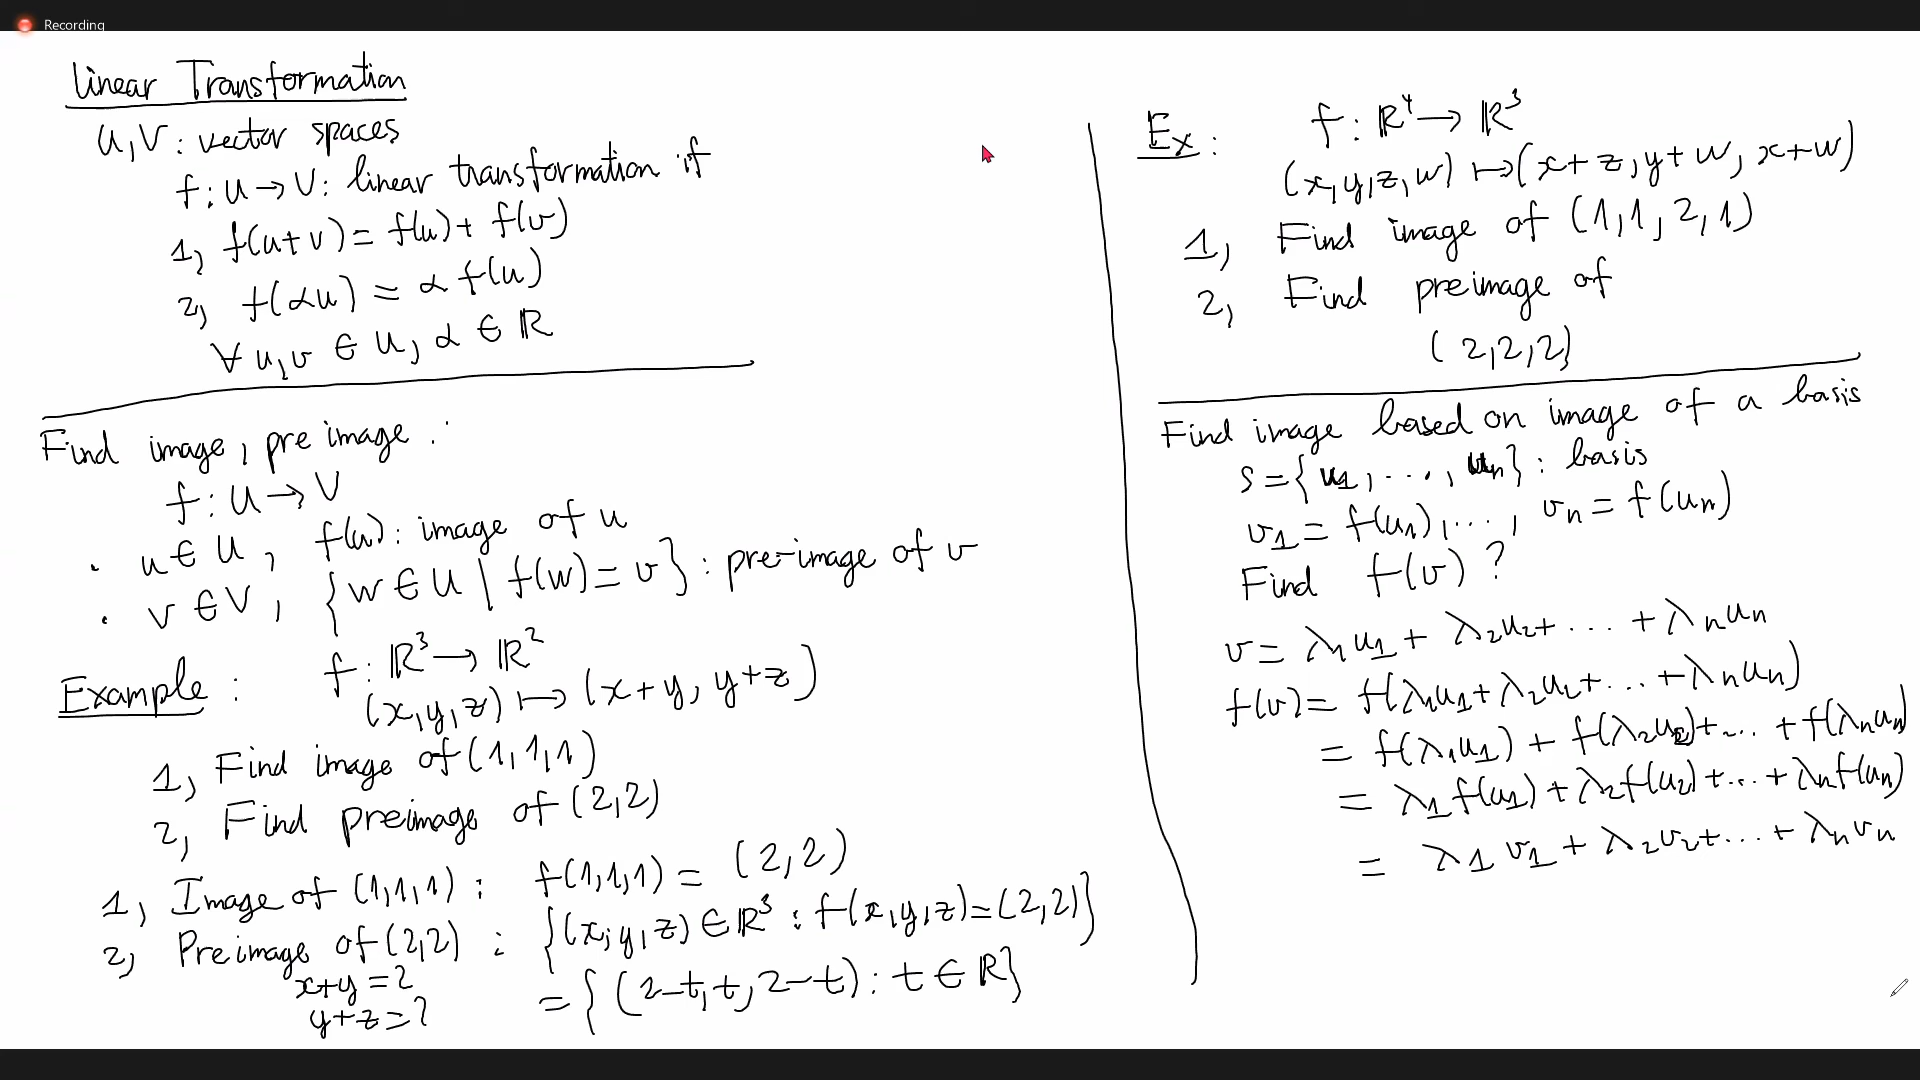 Recording
Linear Transformation
U, V : vector spaces
f : U → V : linear transformation if
1, f(u+v) = f(u) + f(v)
2, f(αu) = α f(u)
∀ u, v ∈ U, α ∈ ℝ
Find image, preimage :
f : U → V
• u ∈ U, f(u) : image of u
• v ∈ V, {w ∈ U | f(w) = v} : pre-image of v
Example : f : ℝ³ → ℝ²
(x, y, z) ↦ (x+y, y+z)
1, Find image of (1,1,1)
2, Find preimage of (2,2)
1, Image of (1,1,1) : f(1,1,1) = (2,2)
2, Preimage of (2,2) : {(x, y, z) ∈ ℝ³ : f(x, y, z) = (2,2)}
x+y = 2
y+z = 2
= {(2-t, t, 2-t) : t ∈ ℝ}
Ex : f : ℝ⁴ → ℝ³
(x, y, z, w) ↦ (x+z, y+w, x+w)
1, Find image of (1,1,2,1)
2, Find preimage of
(2,2,2)
Find image based on image of a basis
S = {u₁, ..., uₙ} : basis
v₁ = f(u₁), ..., vₙ = f(uₙ)
Find f(v) ?
v = λ₁u₁ + λ₂u₂ + ... + λₙuₙ
f(v) = f(λ₁u₁ + λ₂u₂ + ... + λₙuₙ)
= f(λ₁u₁) + f(λ₂u₂) + ... + f(λₙuₙ)
= λ₁f(u₁) + λ₂f(u₂) + ... + λₙf(uₙ)
= λ₁v₁ + λ₂v₂ + ... + λₙvₙ